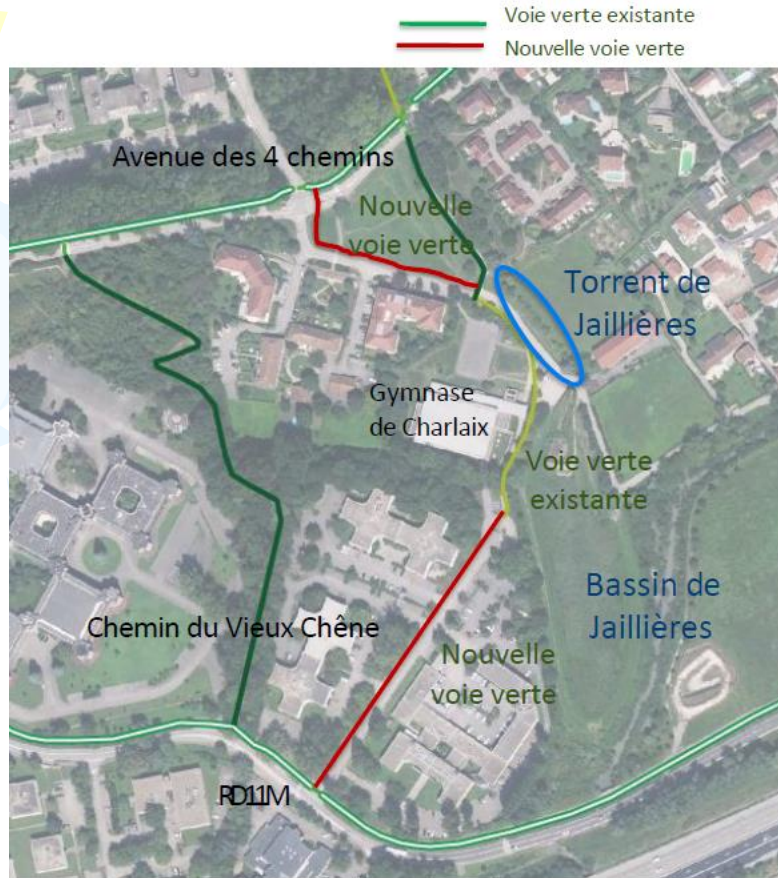 Voie verte existante
Nouvelle voie verte
Avenue des 4 chemins
Nouvelle
voie verte
Torrent de
Jaillières
Gymnase
de Charlaix
Voie verte
existante
Bassin de
Jaillières
Chemin du Vieux Chêne
Nouvelle
voie verte
RD11M